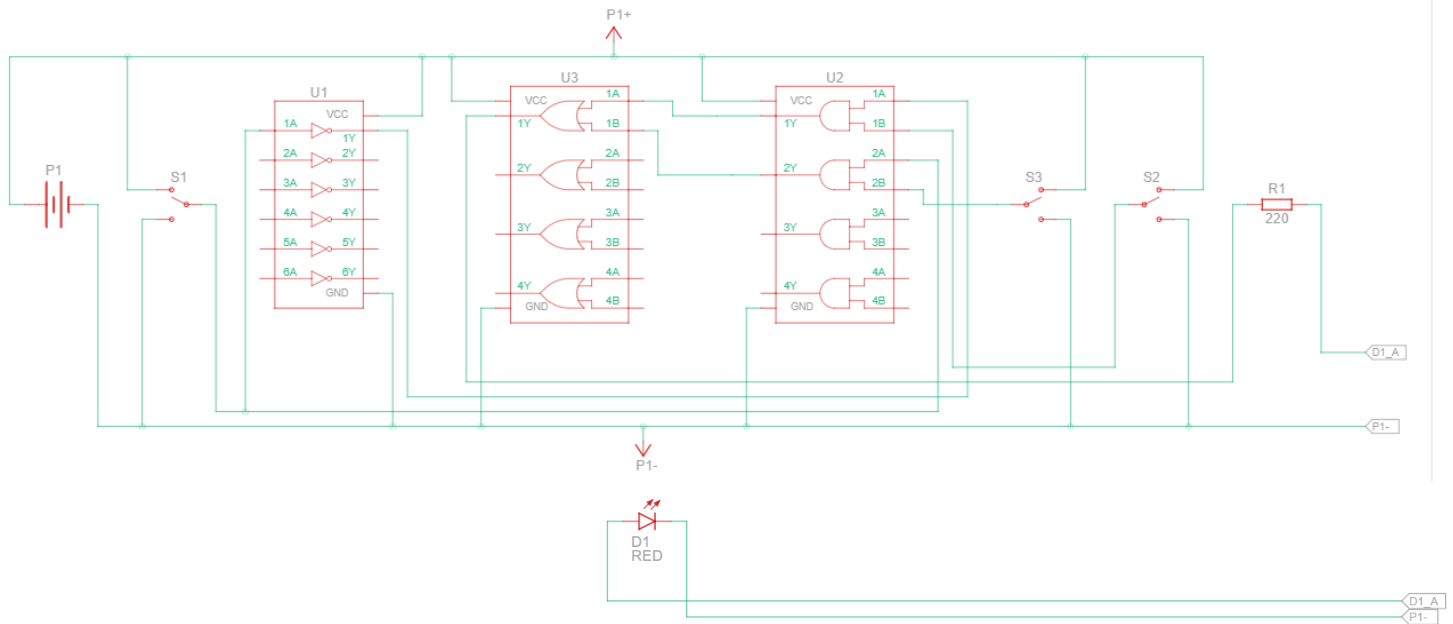 P1+
U1
U3
U2
P1
S1
S3
S2
R1
220
VCC
1A
1Y
2A
2Y
3A
3Y
4A
4Y
5A
5Y
6A
6Y
GND
VCC
1A
1Y
1B
2A
2Y
2B
3A
3Y
3B
4A
4Y
4B
GND
VCC
1A
1Y
1B
2A
2Y
2B
3A
3Y
3B
4A
4Y
4B
GND
D1_A
P1-
P1-
D1
RED
D1_A
P1-